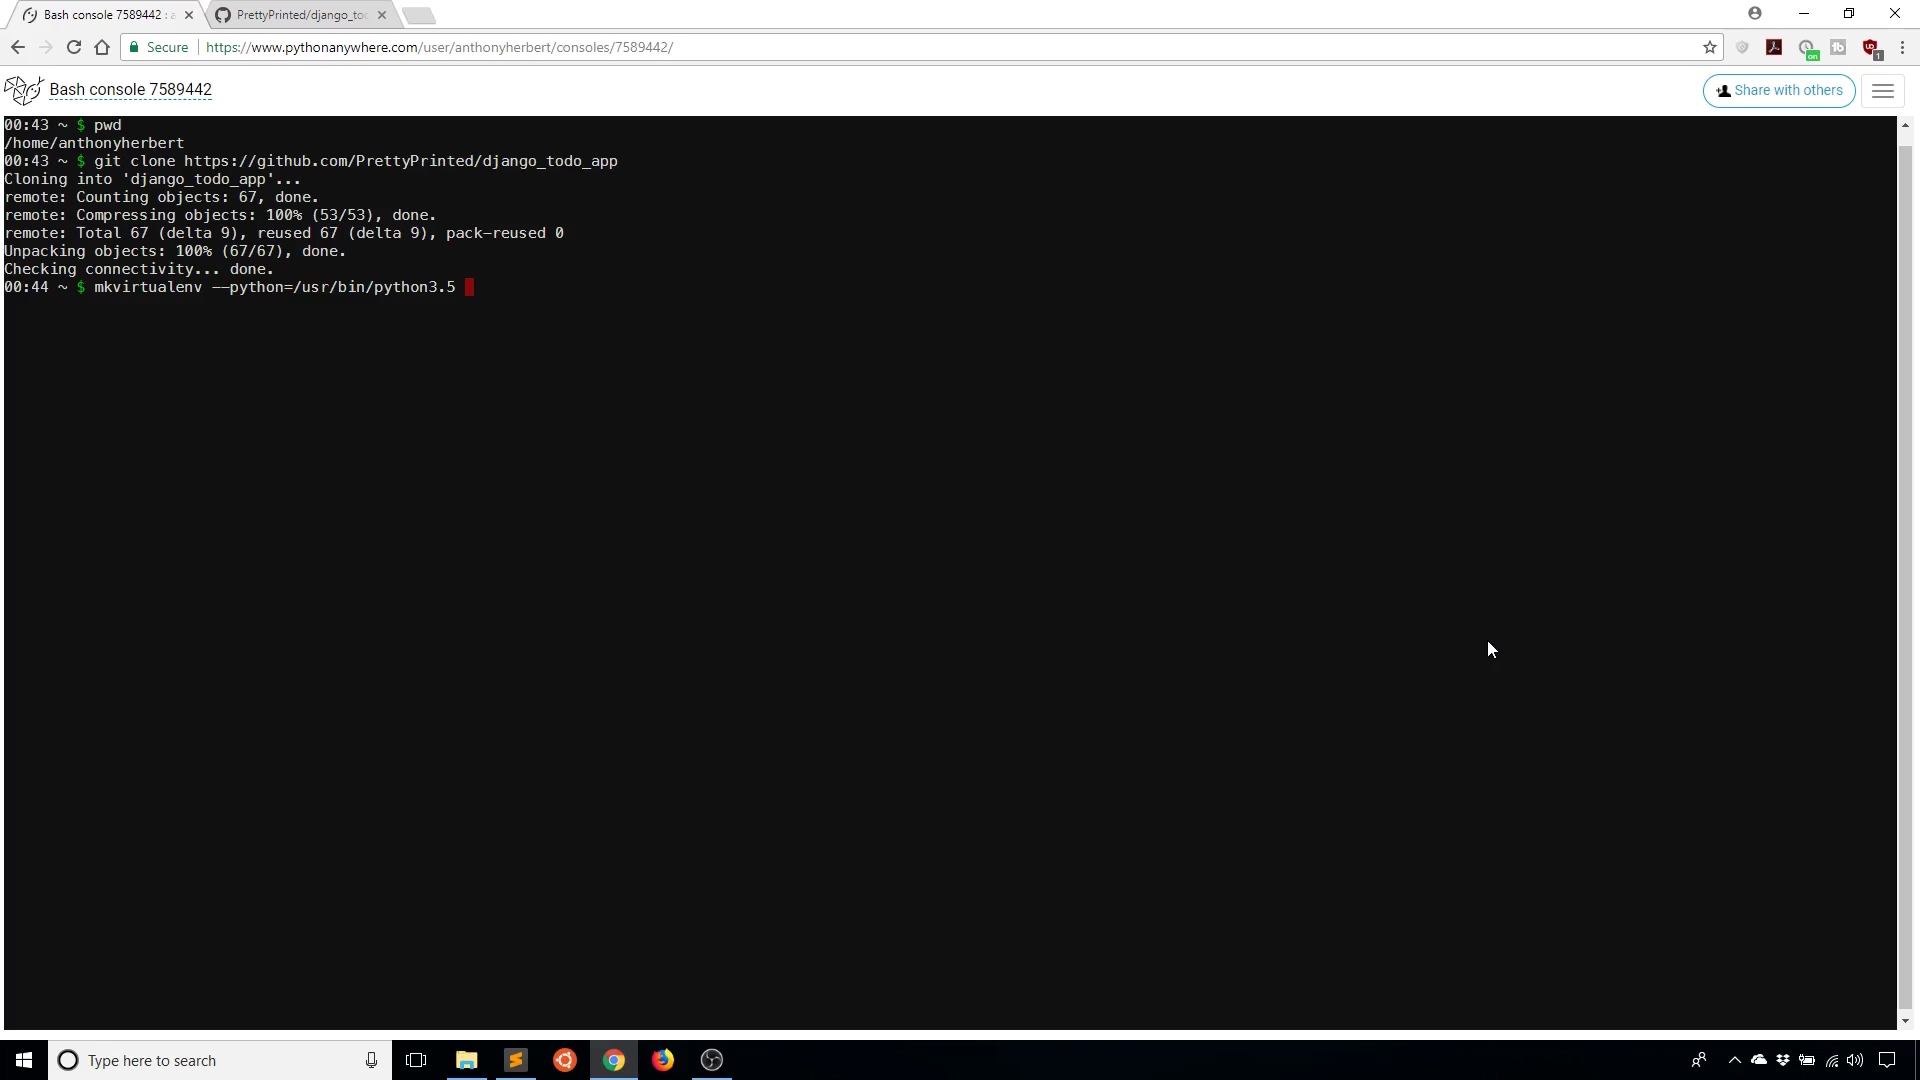 Bash console 7589442 : a
PrettyPrinted/django_to
Secure
https://www.pythonanywhere.com/user/anthonyherbert/consoles/7589442/
on
1
Bash console 7589442
Share with others
00:43 ~ $ pwd
/home/anthonyherbert
00:43 ~ $ git clone https://github.com/PrettyPrinted/django_todo_app
Cloning into 'django_todo_app'...
remote: Counting objects: 67, done.
remote: Compressing objects: 100% (53/53), done.
remote: Total 67 (delta 9), reused 67 (delta 9), pack-reused 0
Unpacking objects: 100% (67/67), done.
Checking connectivity... done.
00:44 ~ $ mkvirtualenv --python=/usr/bin/python3.5
Type here to search